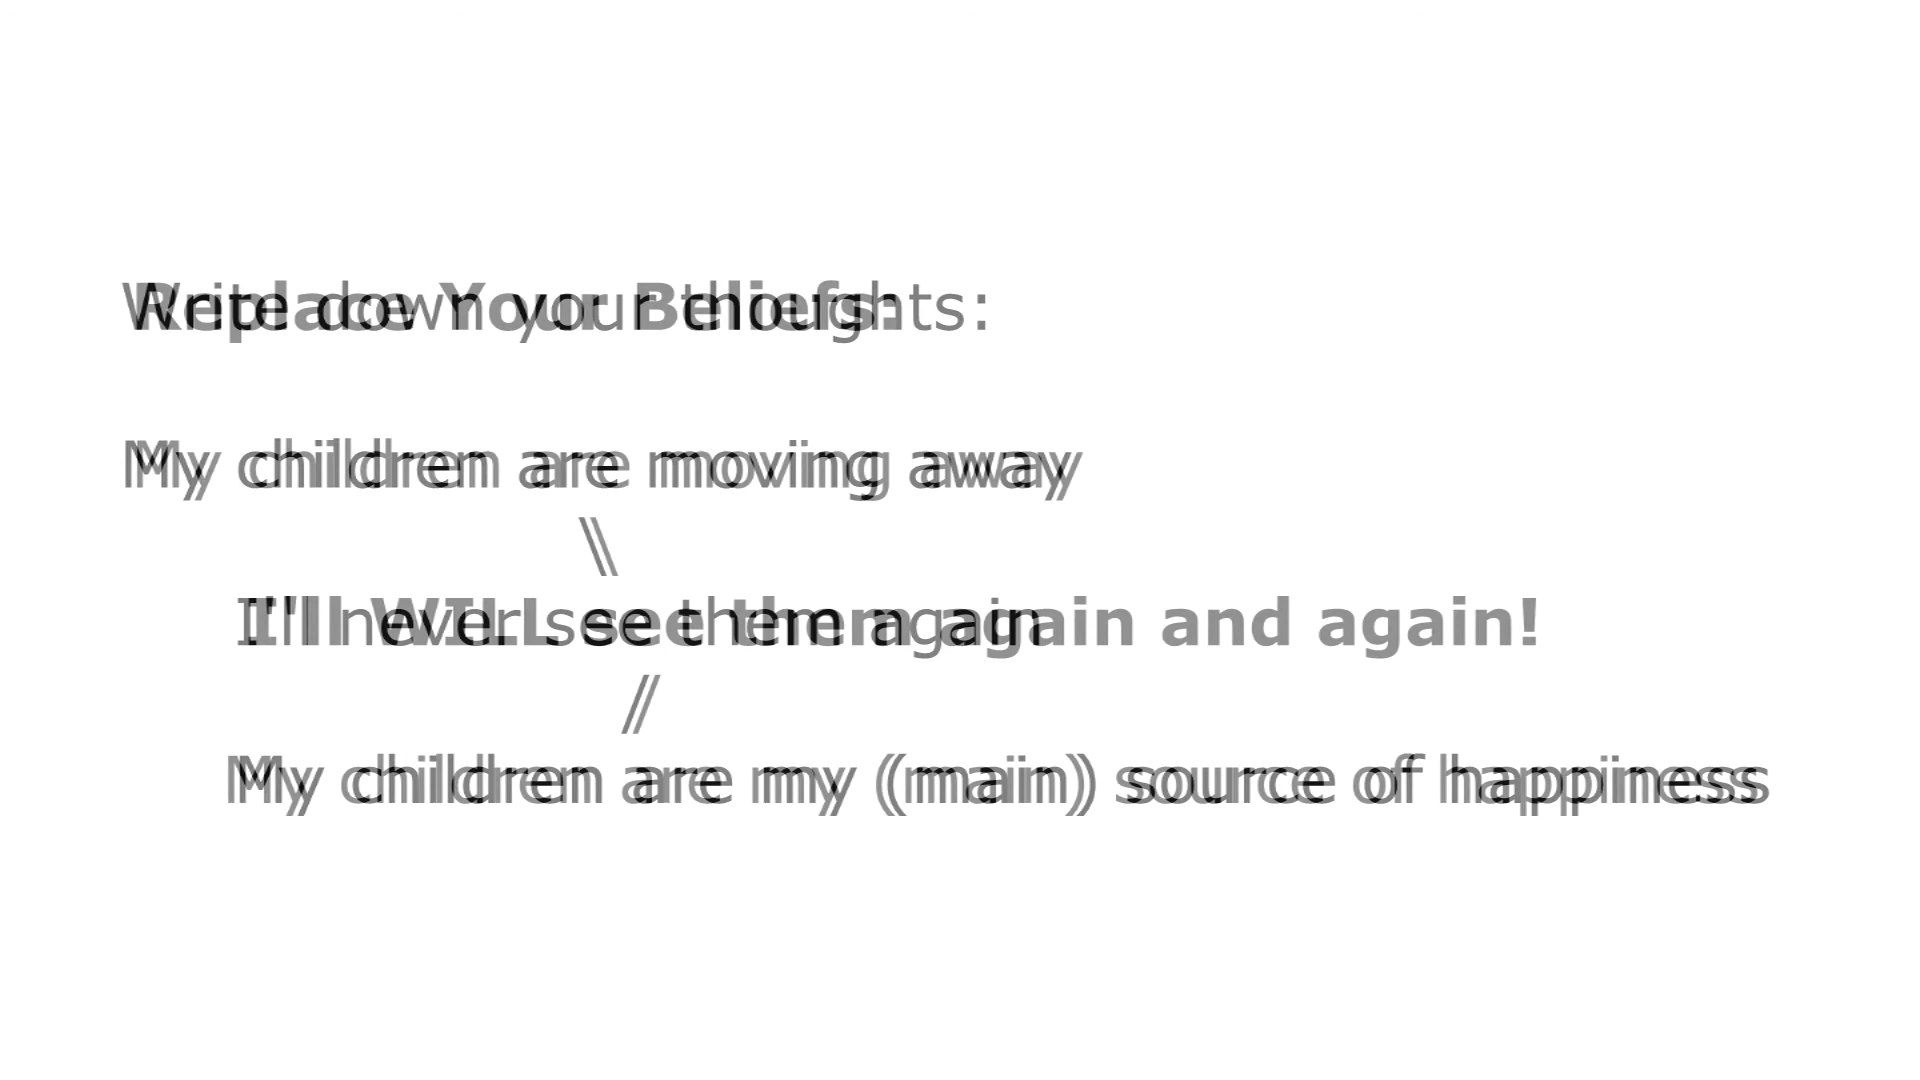 Write down your thoughts:
Replace Your Beliefs:
My children are moving away
\
I'll never see them again
I'll WILL see them again and again!
/
My children are my (main) source of happiness